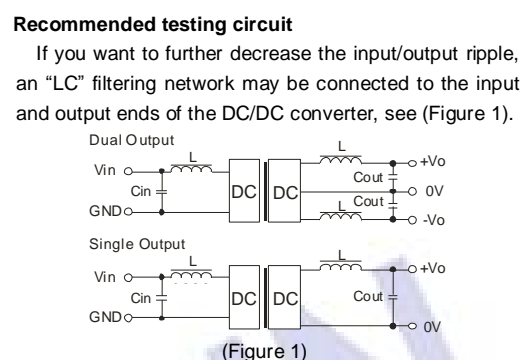 Recommended testing circuit
If you want to further decrease the input/output ripple,
an “LC” filtering network may be connected to the input
and output ends of the DC/DC converter, see (Figure 1).
Dual Output
L
L
+Vo
Vin
Cout
Cin
DC
DC
0V
Cout
GND
L
-Vo
Single Output
L
L
+Vo
Vin
Cin
DC
DC
Cout
GND
0V
(Figure 1)